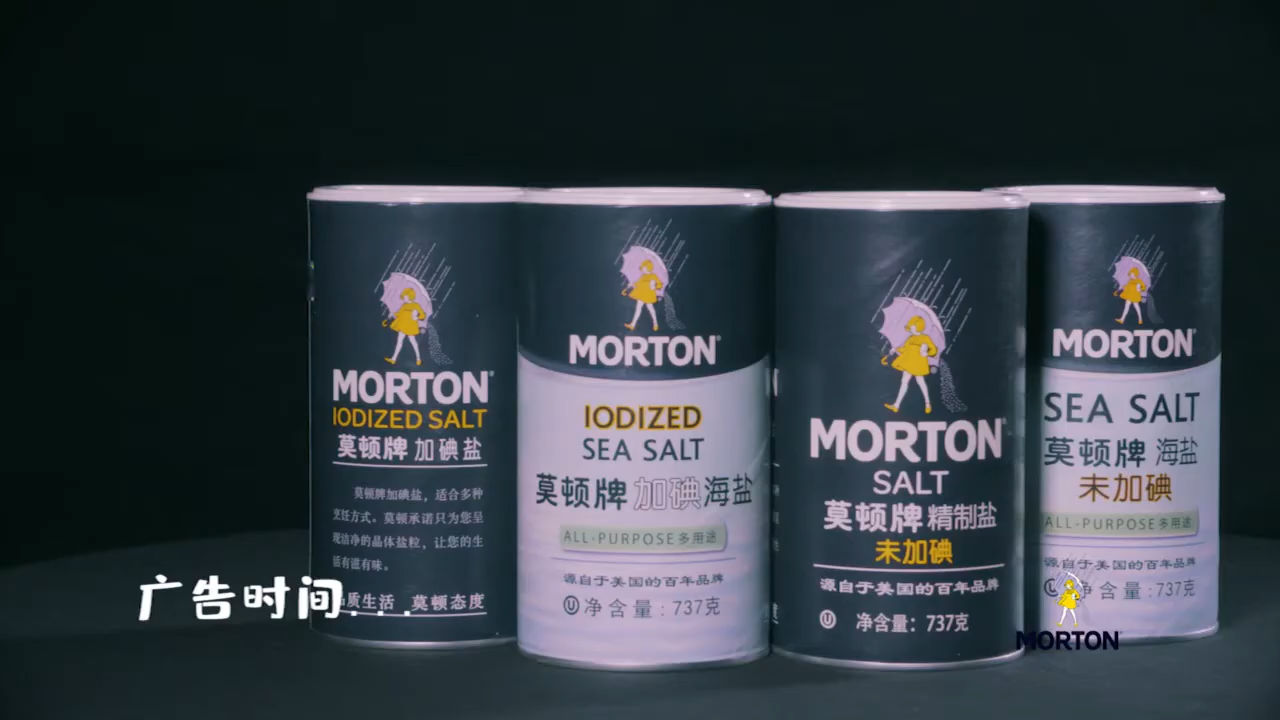 MORTON
IODIZED SALT
莫顿牌 加碘盐
莫顿牌加碘盐,适合多种
烹饪方式。莫顿承诺只为您呈
现洁净的晶体盐粒,让您的生
活有滋有味。
品质生活 莫顿态度
MORTON
IODIZED
SEA SALT
莫顿牌 加碘海盐
ALL-PURPOSE 多用途
源自于美国的百年品牌
U 净含量:737克
MORTON
SALT
莫顿牌 精制盐
未加碘
源自于美国的百年品牌
U 净含量:737克
MORTON
SEA SALT
莫顿牌 海盐
未加碘
ALL-PURPOSE 多用途
源自于美国的百年品牌
U 净含量:737克
广告时间...
MORTON